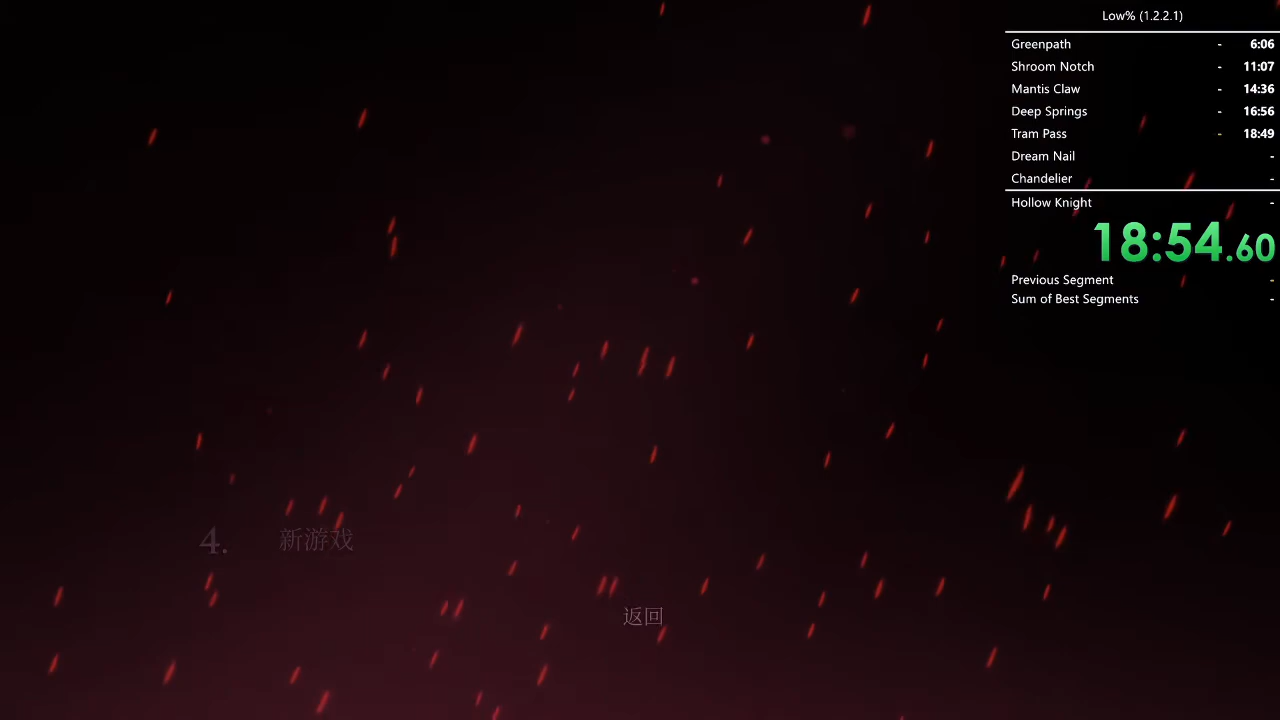 Low% (1.2.2.1)
Greenpath - 6:06
Shroom Notch - 11:07
Mantis Claw - 14:36
Deep Springs - 16:56
Tram Pass - 18:49
Dream Nail -
Chandelier -
Hollow Knight -
18:54.60
Previous Segment -
Sum of Best Segments -
4. 新游戏
返回